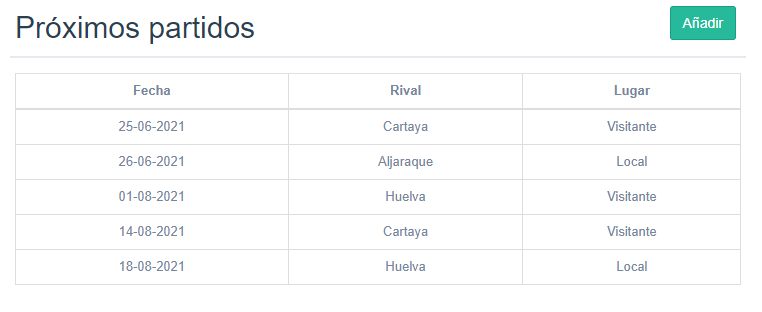 Próximos partidos
Añadir
Fecha Rival Lugar
25-06-2021 Cartaya Visitante
26-06-2021 Aljaraque Local
01-08-2021 Huelva Visitante
14-08-2021 Cartaya Visitante
18-08-2021 Huelva Local